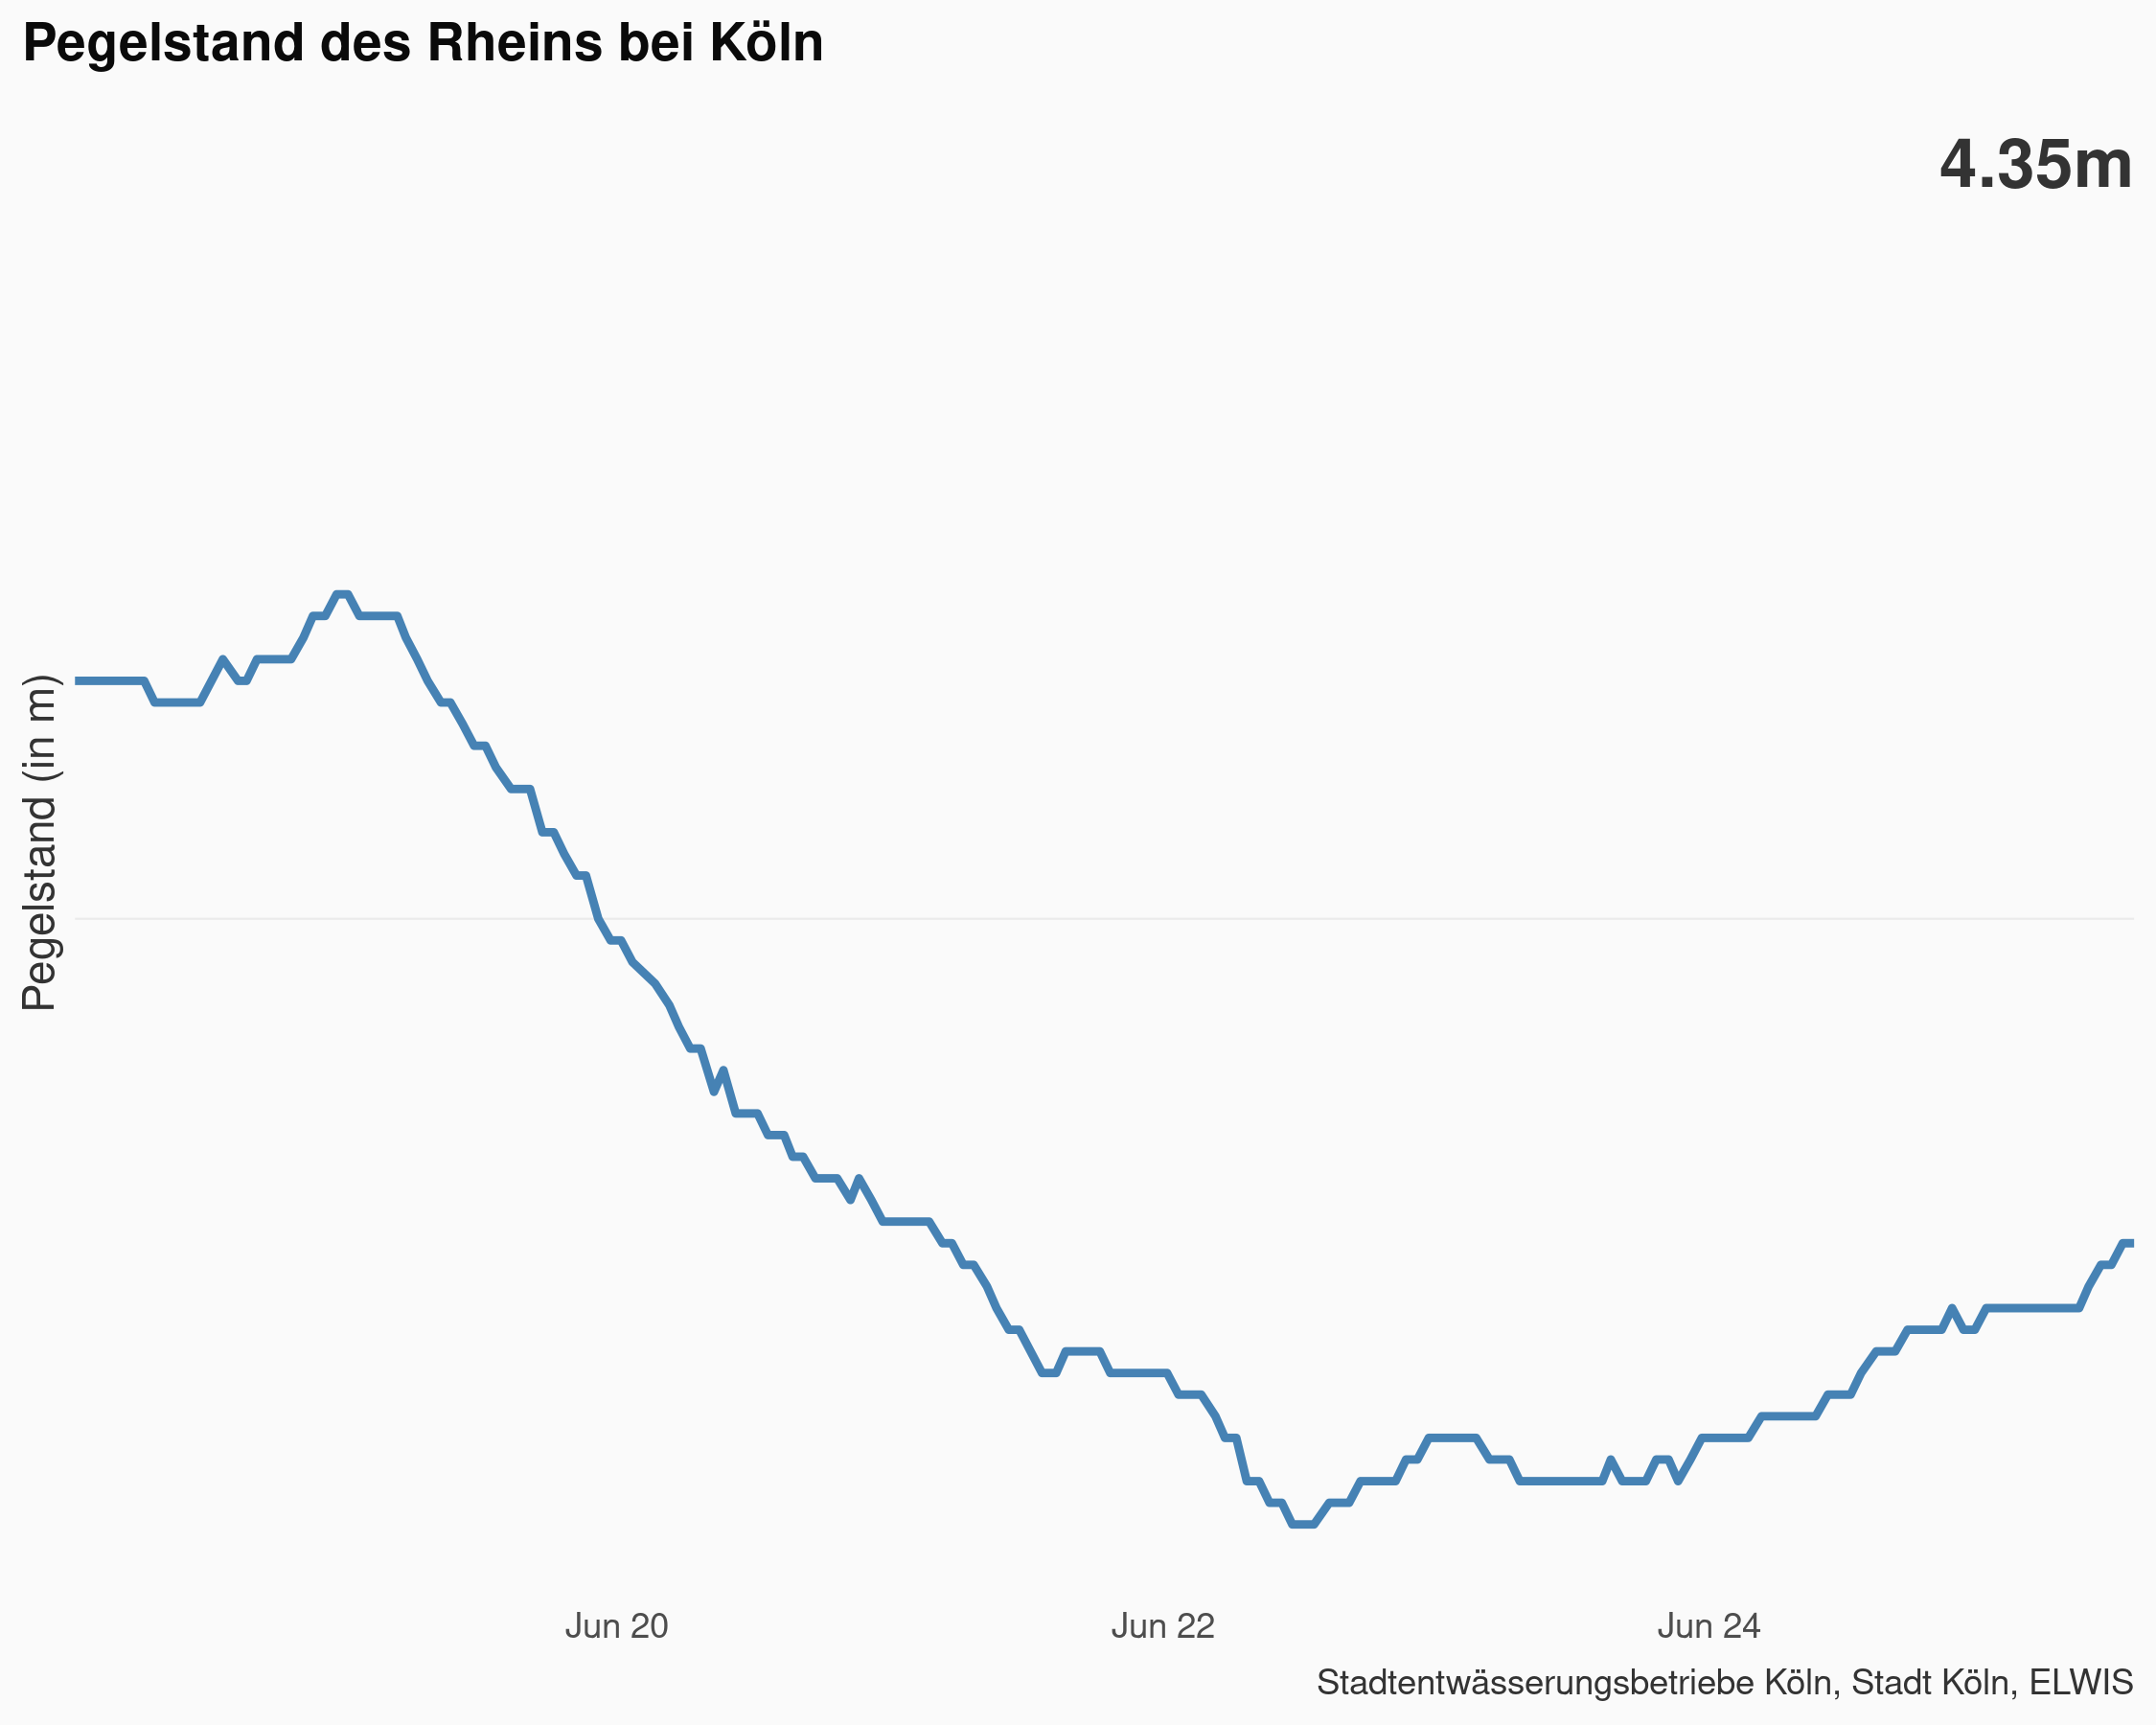 Pegelstand des Rheins bei Köln
4.35m
Pegelstand (in m)
Jun 20
Jun 22
Jun 24
Stadtentwässerungsbetriebe Köln, Stadt Köln, ELWIS